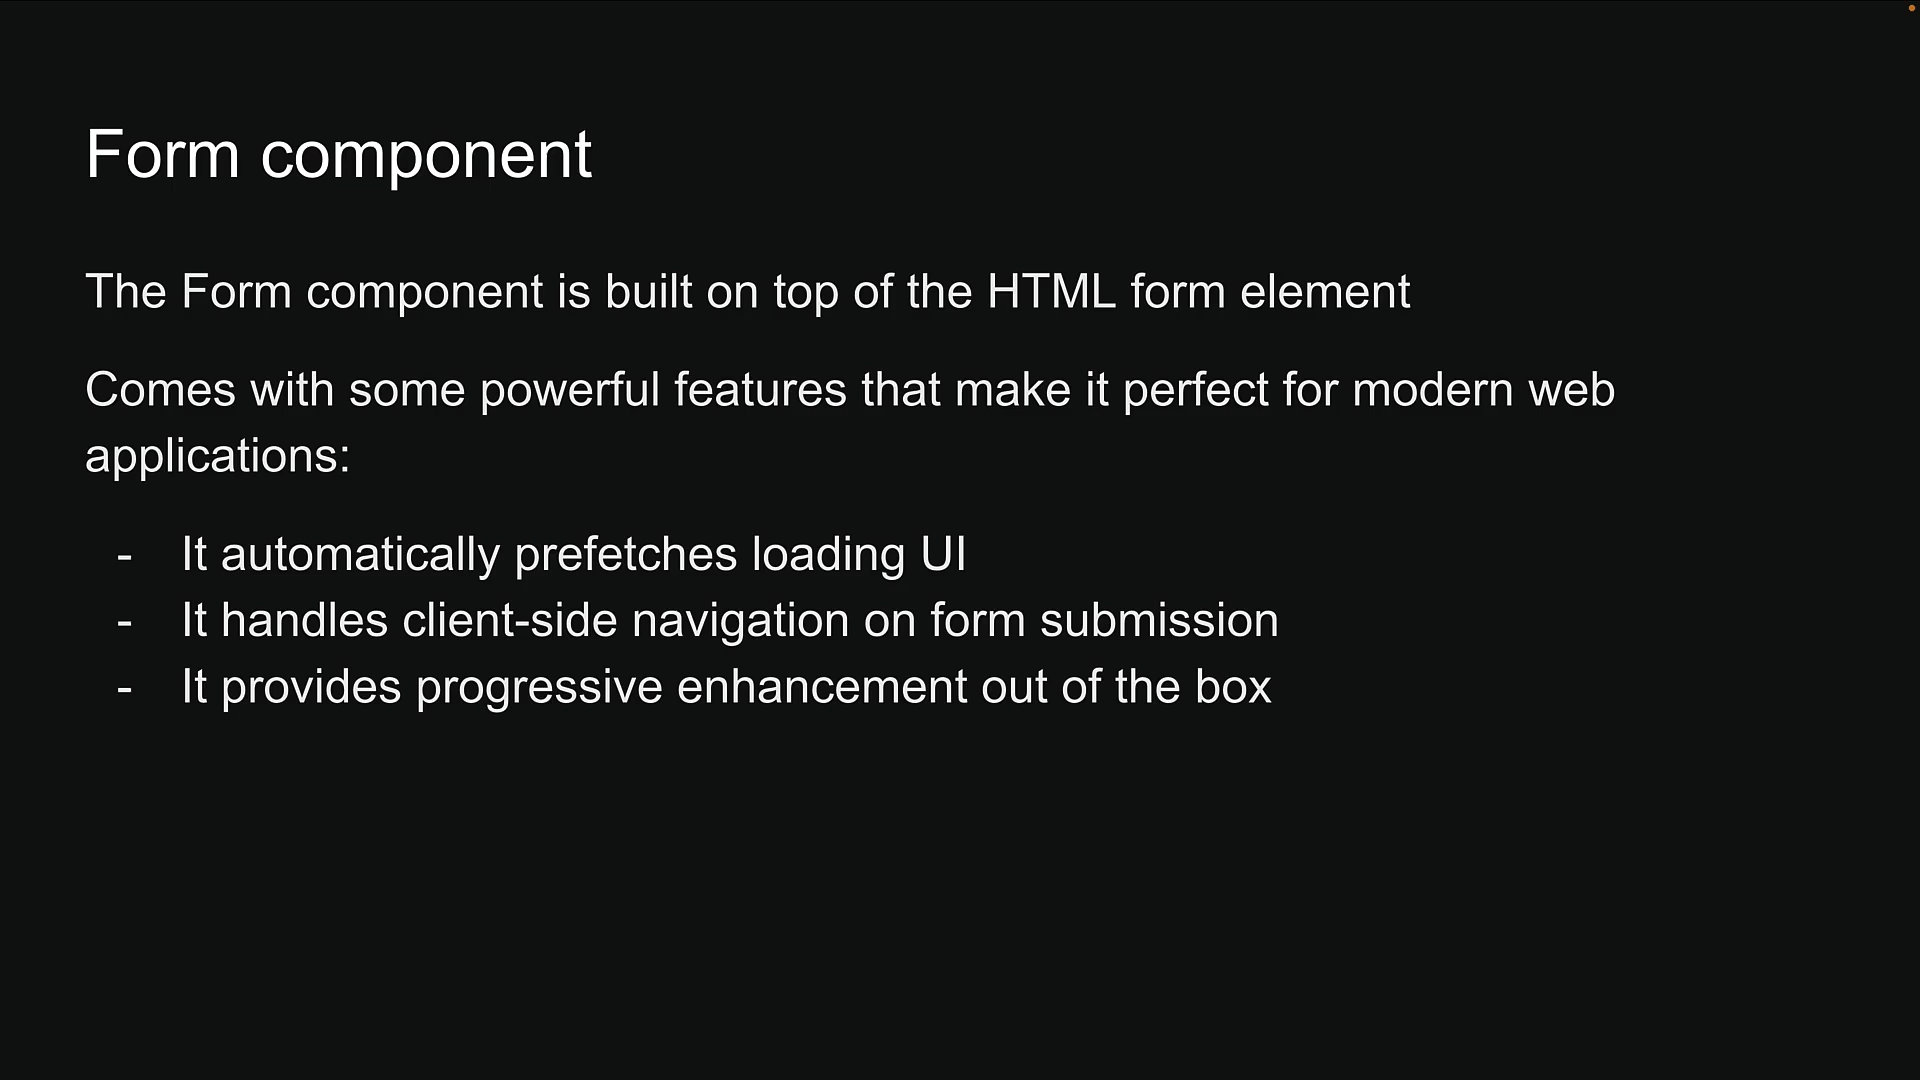 Form component
The Form component is built on top of the HTML form element
Comes with some powerful features that make it perfect for modern web
applications:
- It automatically prefetches loading UI
- It handles client-side navigation on form submission
- It provides progressive enhancement out of the box